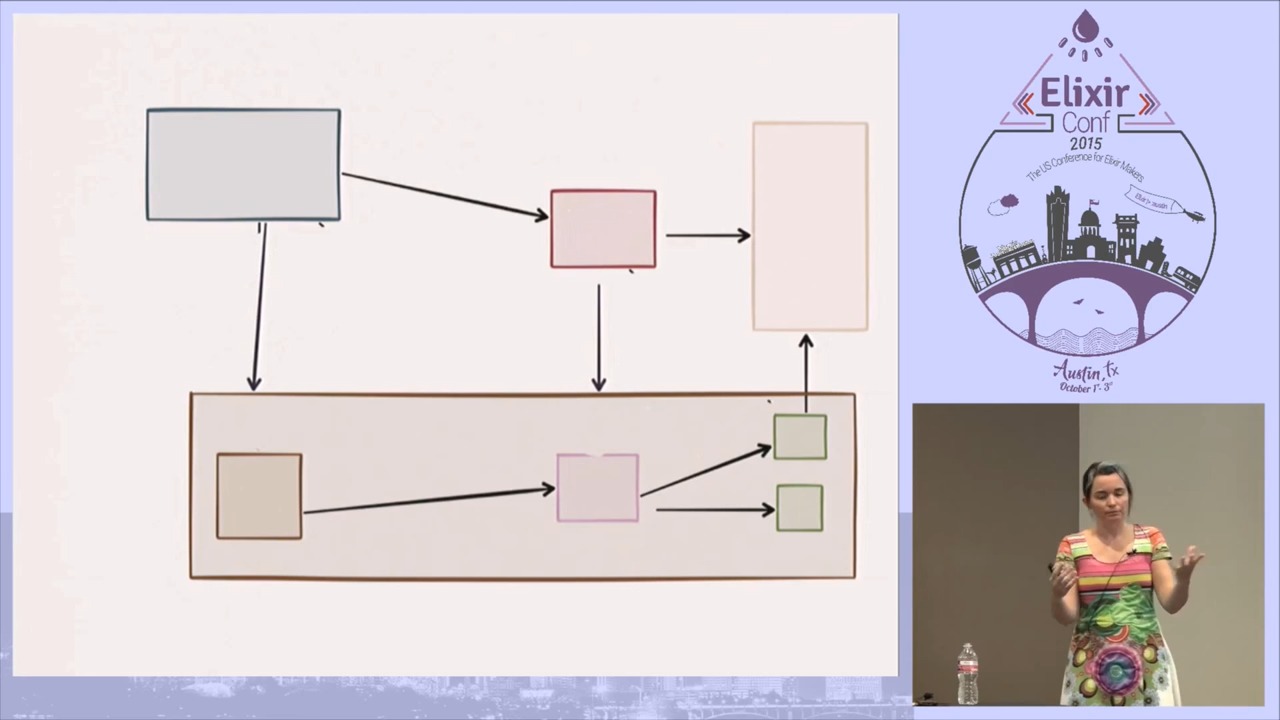 Elixir
Conf
2015
The US Conference for Elixir Makers
Austin, TX
October 1st - 3rd